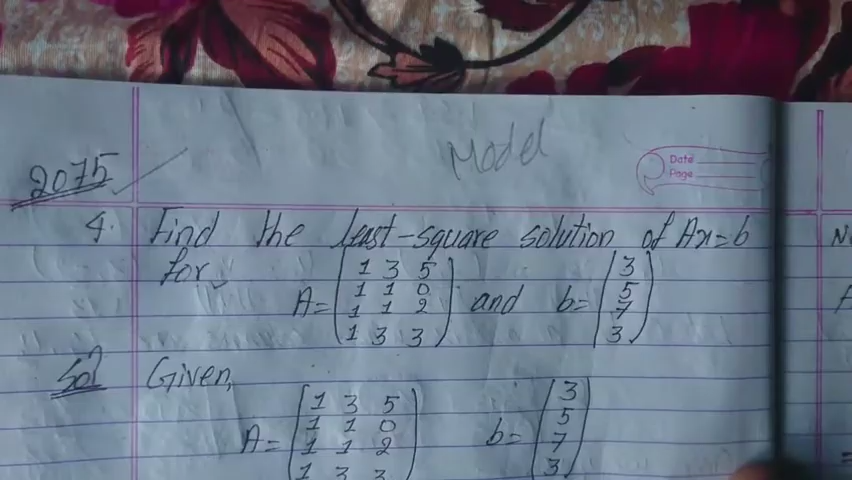 Model
Date
Page
2075
4. Find the least-square solution of Ax=b
for A= (1 3 5 and b= (3
1 1 0 5
1 1 2 7
1 3 3) 3)
Sol Given,
A= [1 3 5 b= (3
1 1 0 5
1 1 2 7
1 3 3 3